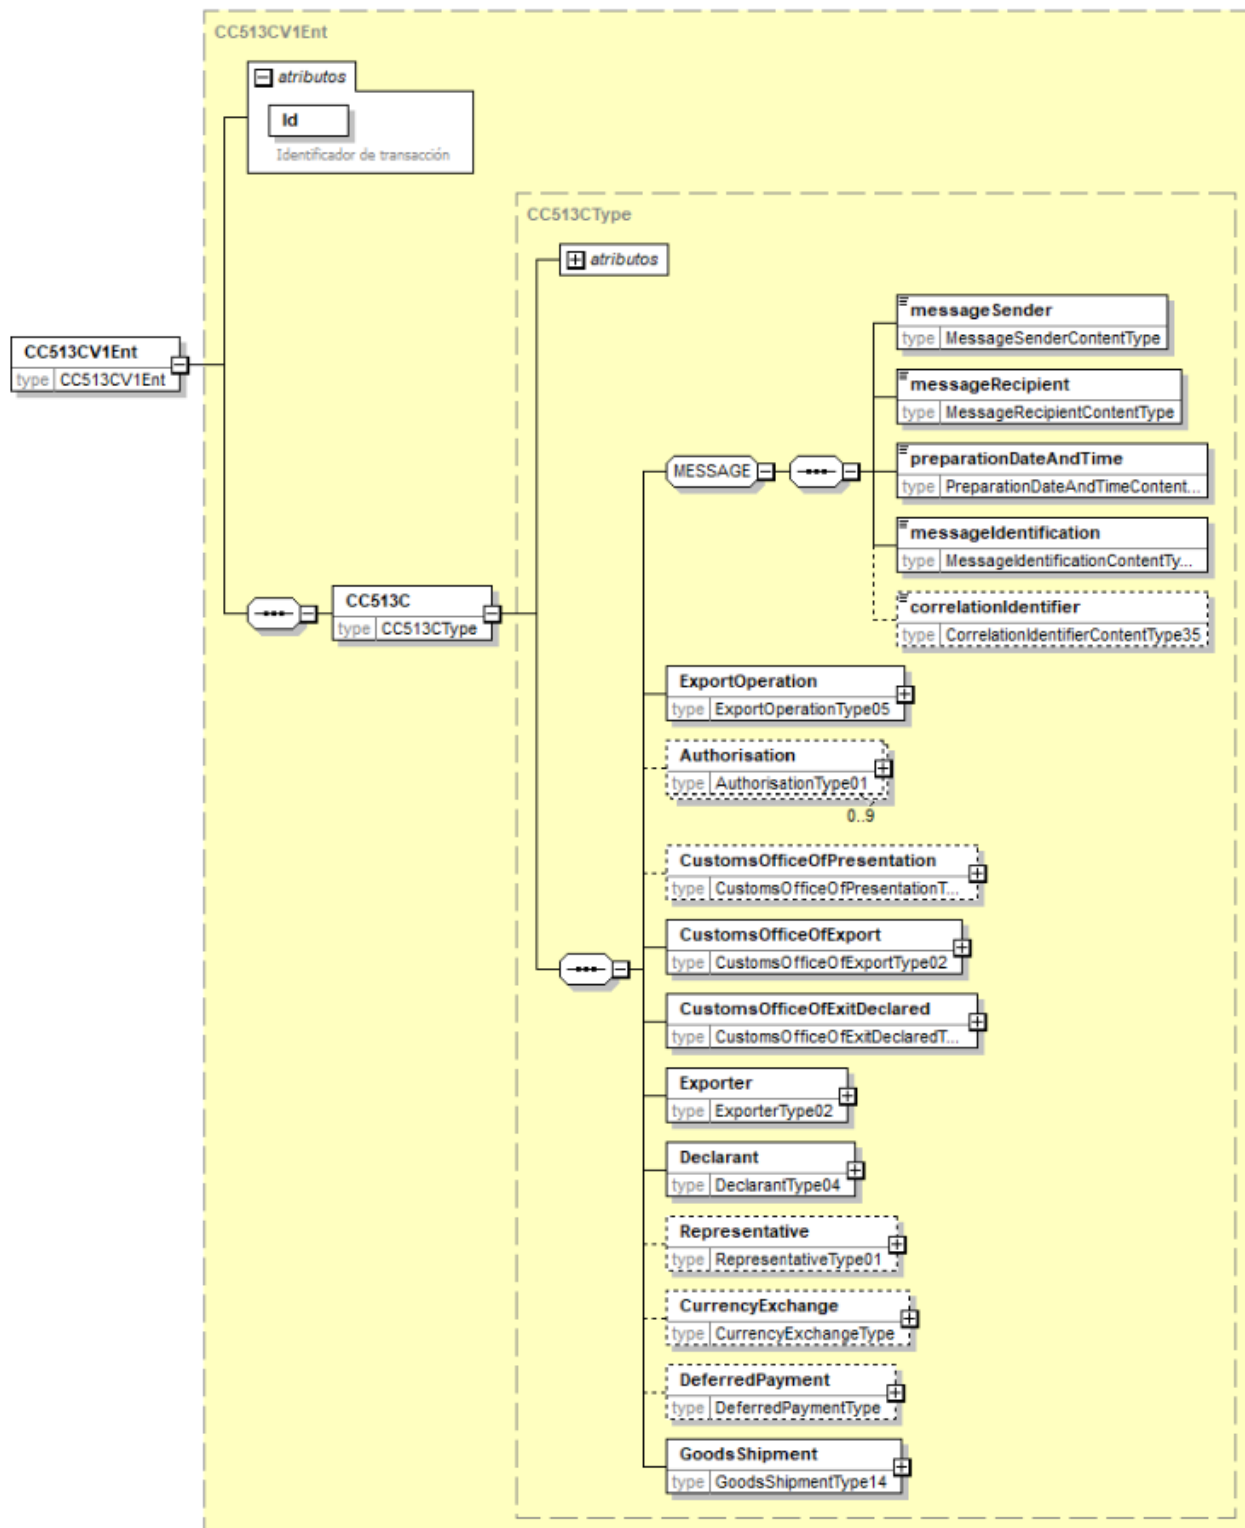 CC513CV1Ent
atributos
Id
Identificador de transacción
CC513CType
atributos
CC513CV1Ent
type CC513CV1Ent
messageSender
type MessageSenderContentType
messageRecipient
type MessageRecipientContentType
MESSAGE
preparationDateAndTime
type PreparationDateAndTimeContent...
messageIdentification
type MessageIdentificationContentTy...
CC513C
type CC513CType
correlationIdentifier
type CorrelationIdentifierContentType35
ExportOperation
type ExportOperationType05
Authorisation
type AuthorisationType01
0..9
CustomsOfficeOfPresentation
type CustomsOfficeOfPresentationT...
CustomsOfficeOfExport
type CustomsOfficeOfExportType02
CustomsOfficeOfExitDeclared
type CustomsOfficeOfExitDeclaredT...
Exporter
type ExporterType02
Declarant
type DeclarantType04
Representative
type RepresentativeType01
CurrencyExchange
type CurrencyExchangeType
DeferredPayment
type DeferredPaymentType
GoodsShipment
type GoodsShipmentType14